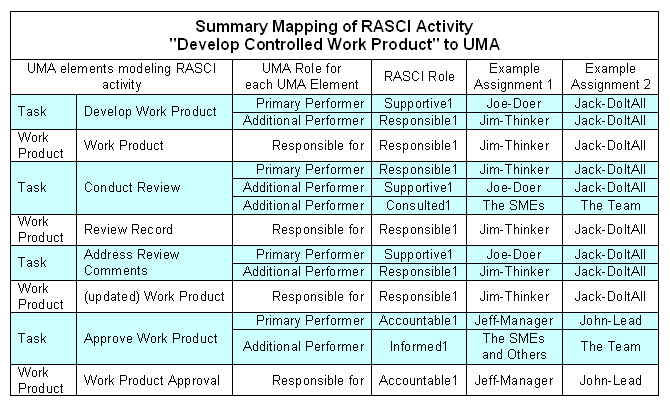 Summary Mapping of RASCI Activity
"Develop Controlled Work Product" to UMA
UMA elements modeling RASCI activity | UMA Role for each UMA Element | RASCI Role | Example Assignment 1 | Example Assignment 2
Task | Develop Work Product | Primary Performer | Supportive1 | Joe-Doer | Jack-DoItAll
Additional Performer | Responsible1 | Jim-Thinker | Jack-DoItAll
Work Product | Work Product | Responsible for | Responsible1 | Jim-Thinker | Jack-DoItAll
Task | Conduct Review | Primary Performer | Responsible1 | Jim-Thinker | Jack-DoItAll
Additional Performer | Supportive1 | Joe-Doer | Jack-DoItAll
Additional Performer | Consulted1 | The SMEs | The Team
Work Product | Review Record | Responsible for | Responsible1 | Jim-Thinker | Jack-DoItAll
Task | Address Review Comments | Primary Performer | Supportive1 | Joe-Doer | Jack-DoItAll
Additional Performer | Responsible1 | Jim-Thinker | Jack-DoItAll
Work Product | (updated) Work Product | Responsible for | Responsible1 | Jim-Thinker | Jack-DoItAll
Task | Approve Work Product | Primary Performer | Accountable1 | Jeff-Manager | John-Lead
Additional Performer | Informed1 | The SMEs and Others | The Team
Work Product | Work Product Approval | Responsible for | Accountable1 | Jeff-Manager | John-Lead